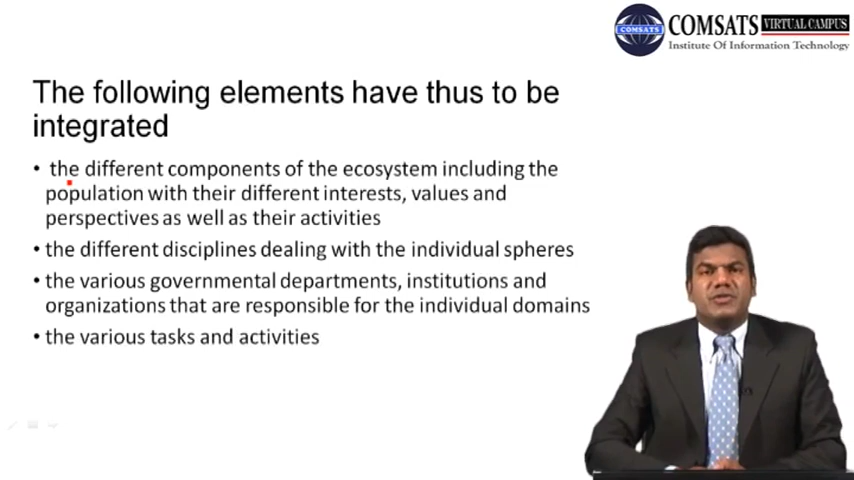 COMSATS VIRTUAL CAMPUS
COMSATS
Institute Of Information Technology
The following elements have thus to be
integrated
• the different components of the ecosystem including the
population with their different interests, values and
perspectives as well as their activities
• the different disciplines dealing with the individual spheres
• the various governmental departments, institutions and
organizations that are responsible for the individual domains
• the various tasks and activities